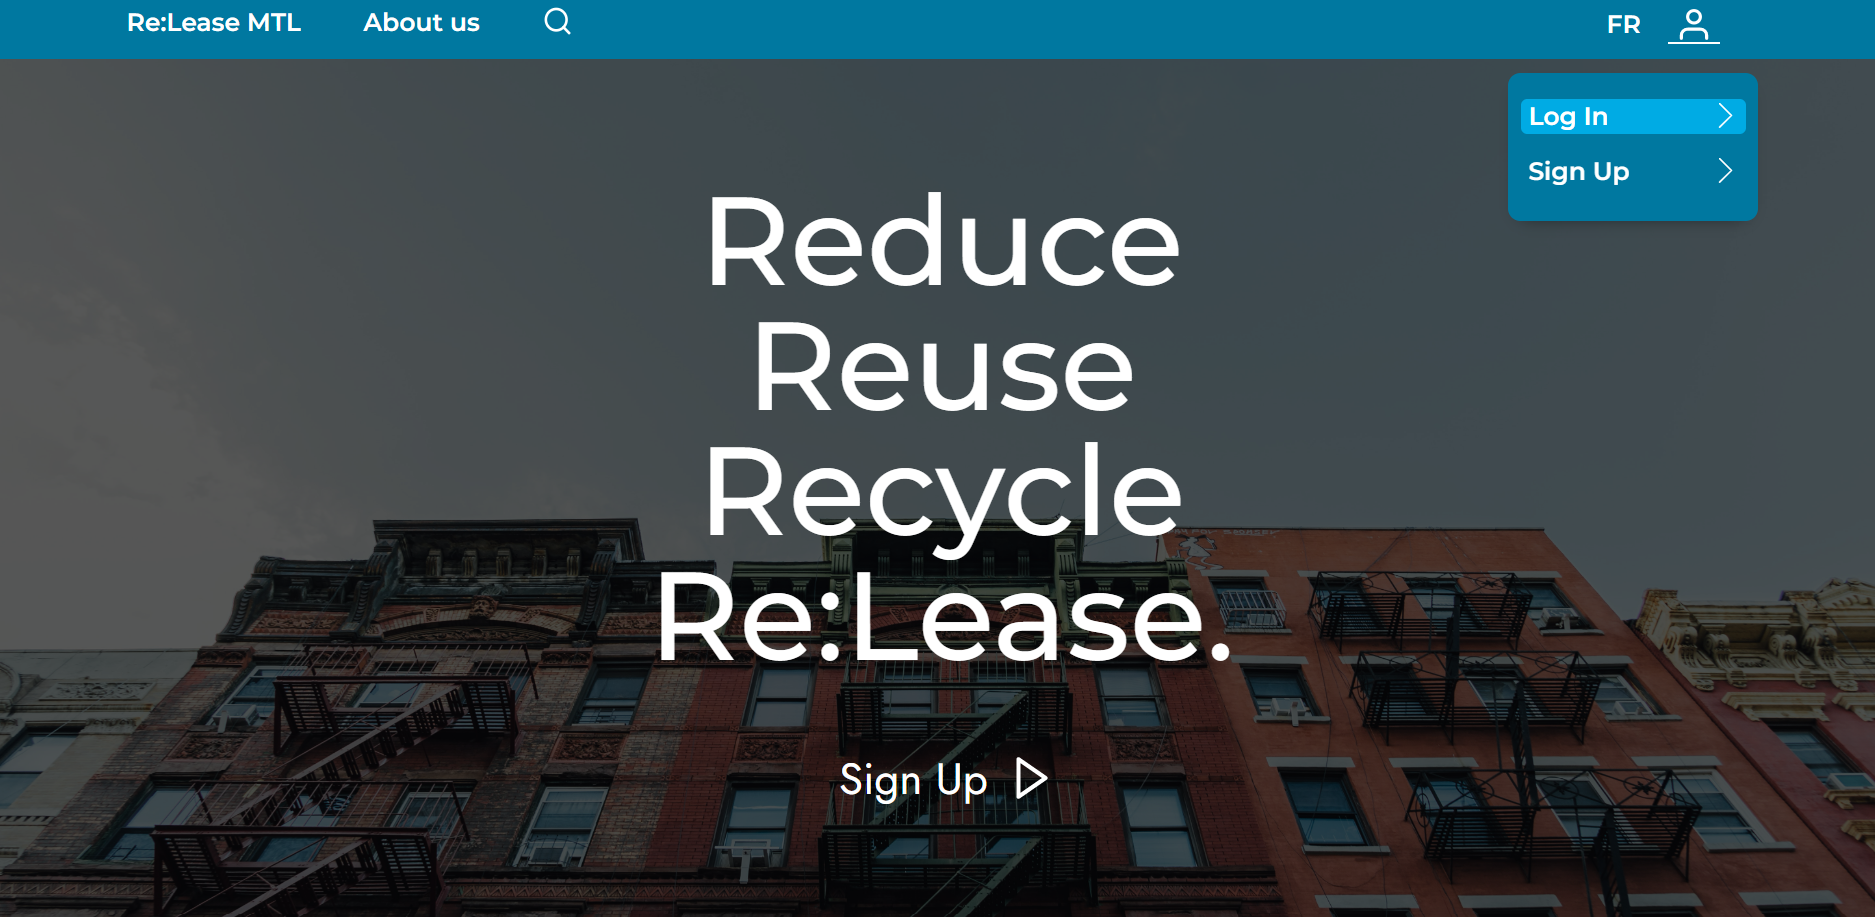 Re:Lease MTL About us FR
Log In
Sign Up
Reduce
Reuse
Recycle
Re:Lease.
Sign Up